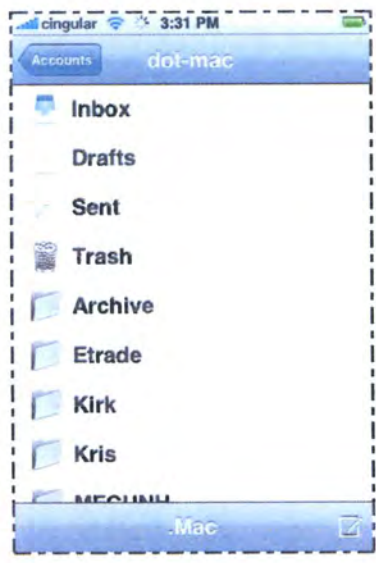 cingular 3:31 PM
Accounts dot-mac
Inbox
Drafts
Sent
Trash
Archive
Etrade
Kirk
Kris
.Mac